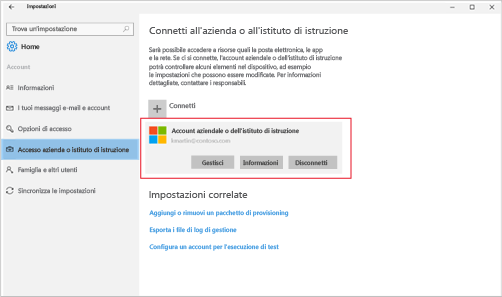 Impostazioni
Trova un'impostazione
Home
Account
Informazioni
I tuoi messaggi e-mail e account
Opzioni di accesso
Accesso azienda o istituto di istruzione
Famiglia e altri utenti
Sincronizza le impostazioni
Connetti all'azienda o all'istituto di istruzione
Sarà possibile accedere a risorse quali la poste elettronica, le app
e la rete. Se ci si connette, l'account aziendale o dell'istituto di istruzione
potrà controllare alcuni elementi nel dispositivo, ad esempio
le impostazioni che possono essere modificate. Per informazioni
dettagliate, contattare i responsabili.
Connetti
Account aziendale o dell'istituto di istruzione
Gestisci Informazioni Disconnetti
Impostazioni correlate
Aggiungi o rimuovi un pacchetto di provisioning
Esporta i file di log di gestione
Configura un account per l'esecuzione di test